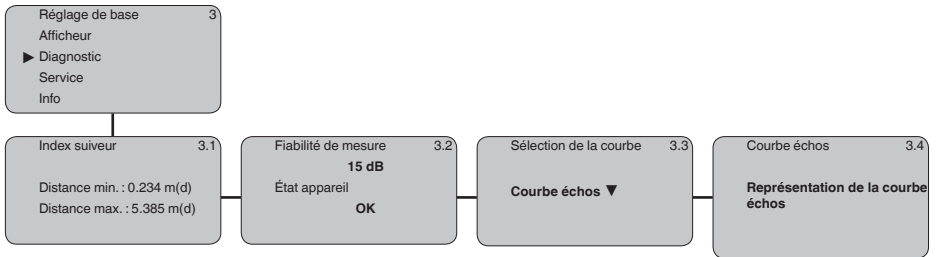 Réglage de base 3
Afficheur
▶ Diagnostic
Service
Info
Index suiveur 3.1
Distance min. : 0.234 m(d)
Distance max. : 5.385 m(d)
Fiabilité de mesure 3.2
15 dB
État appareil
OK
Sélection de la courbe 3.3
Courbe échos ▼
Courbe échos 3.4
Représentation de la courbe
échos